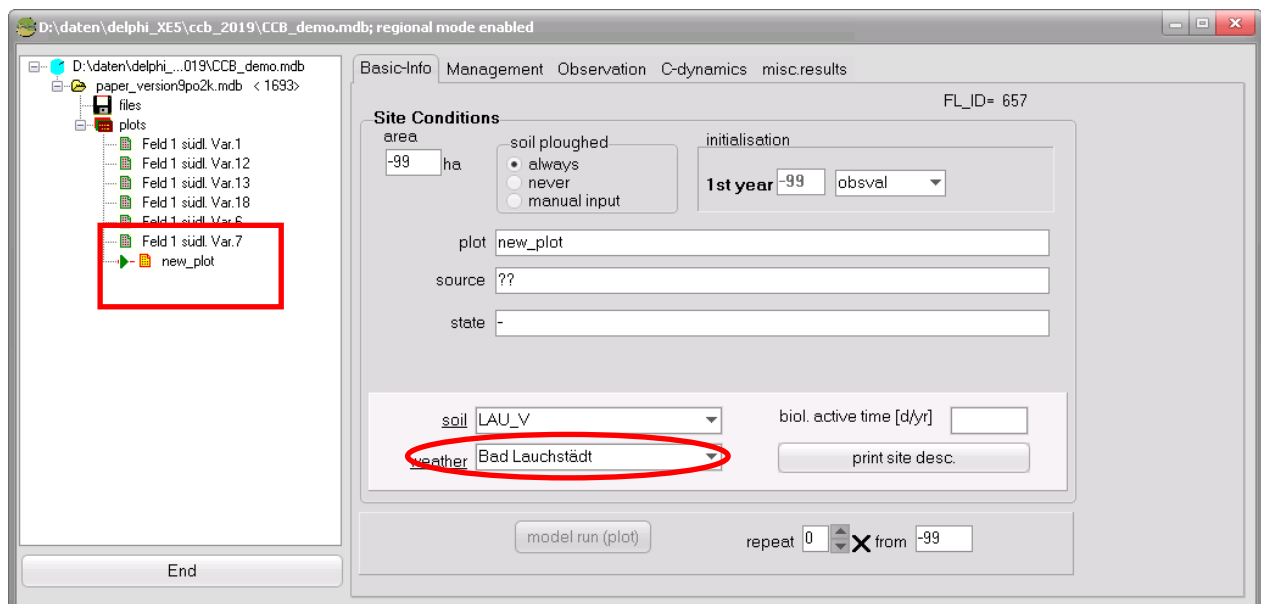 D:\daten\delphi_XE5\ccb_2019\CCB_demo.mdb; regional mode enabled
D:\daten\delphi_...019\CCB_demo.mdb
paper_version9po2k.mdb < 1693>
files
plots
Feld 1 südl. Var.1
Feld 1 südl. Var.12
Feld 1 südl. Var.13
Feld 1 südl. Var.18
Feld 1 südl. Var.6
Feld 1 südl. Var.7
new_plot
End
Basic-Info Management Observation C-dynamics misc.results
FL_ID= 657
Site Conditions
area
-99 ha
soil ploughed
always
never
manual input
initialisation
1st year -99 obsval
plot new_plot
source ??
state -
soil LAU_V
biol. active time [d/yr]
weather Bad Lauchstädt
print site desc.
model run (plot)
repeat 0 X from -99